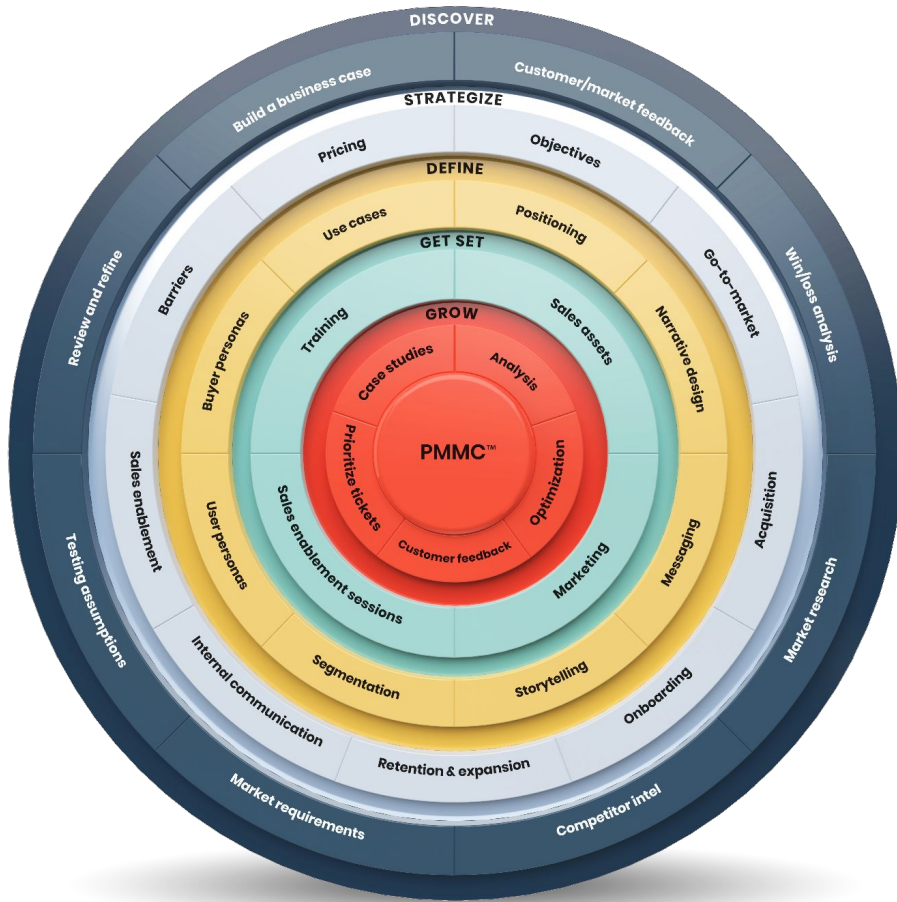 DISCOVER
Customer/market feedback
Win/loss analysis
Market research
Competitor intel
Market requirements
Testing assumptions
Review and refine
Build a business case
STRATEGIZE
Objectives
Go-to-market
Acquisition
Onboarding
Retention & expansion
Internal communication
Sales enablement
Barriers
Pricing
DEFINE
Positioning
Narrative design
Messaging
Storytelling
Segmentation
User personas
Buyer personas
Use cases
GET SET
Sales assets
Marketing
Sales enablement sessions
Training
GROW
Analysis
Optimization
Customer feedback
Prioritize tickets
Case studies
PMMC™